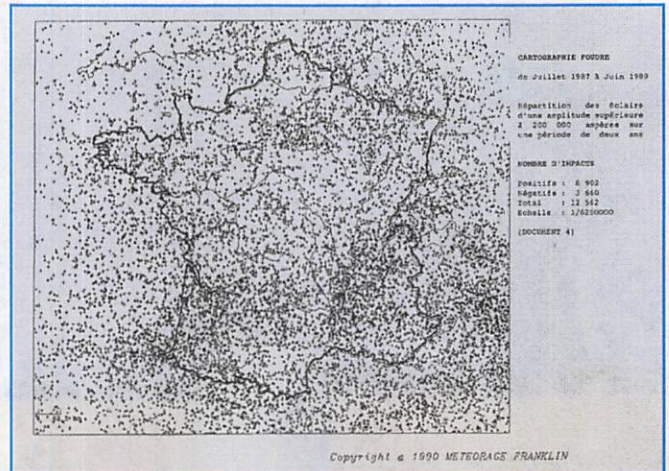 CARTOGRAPHIE FOUDRE
de Juillet 1987 à Juin 1989
Répartition des éclairs
d'une amplitude supérieure
à 200 000 ampères sur
une période de deux ans
NOMBRE D'IMPACTS
Positifs : 8 902
Négatifs : 3 660
Total : 12 562
Echelle : 1/6250000
(DOCUMENT 4)
Copyright @ 1990 METEORAGE FRANKLIN